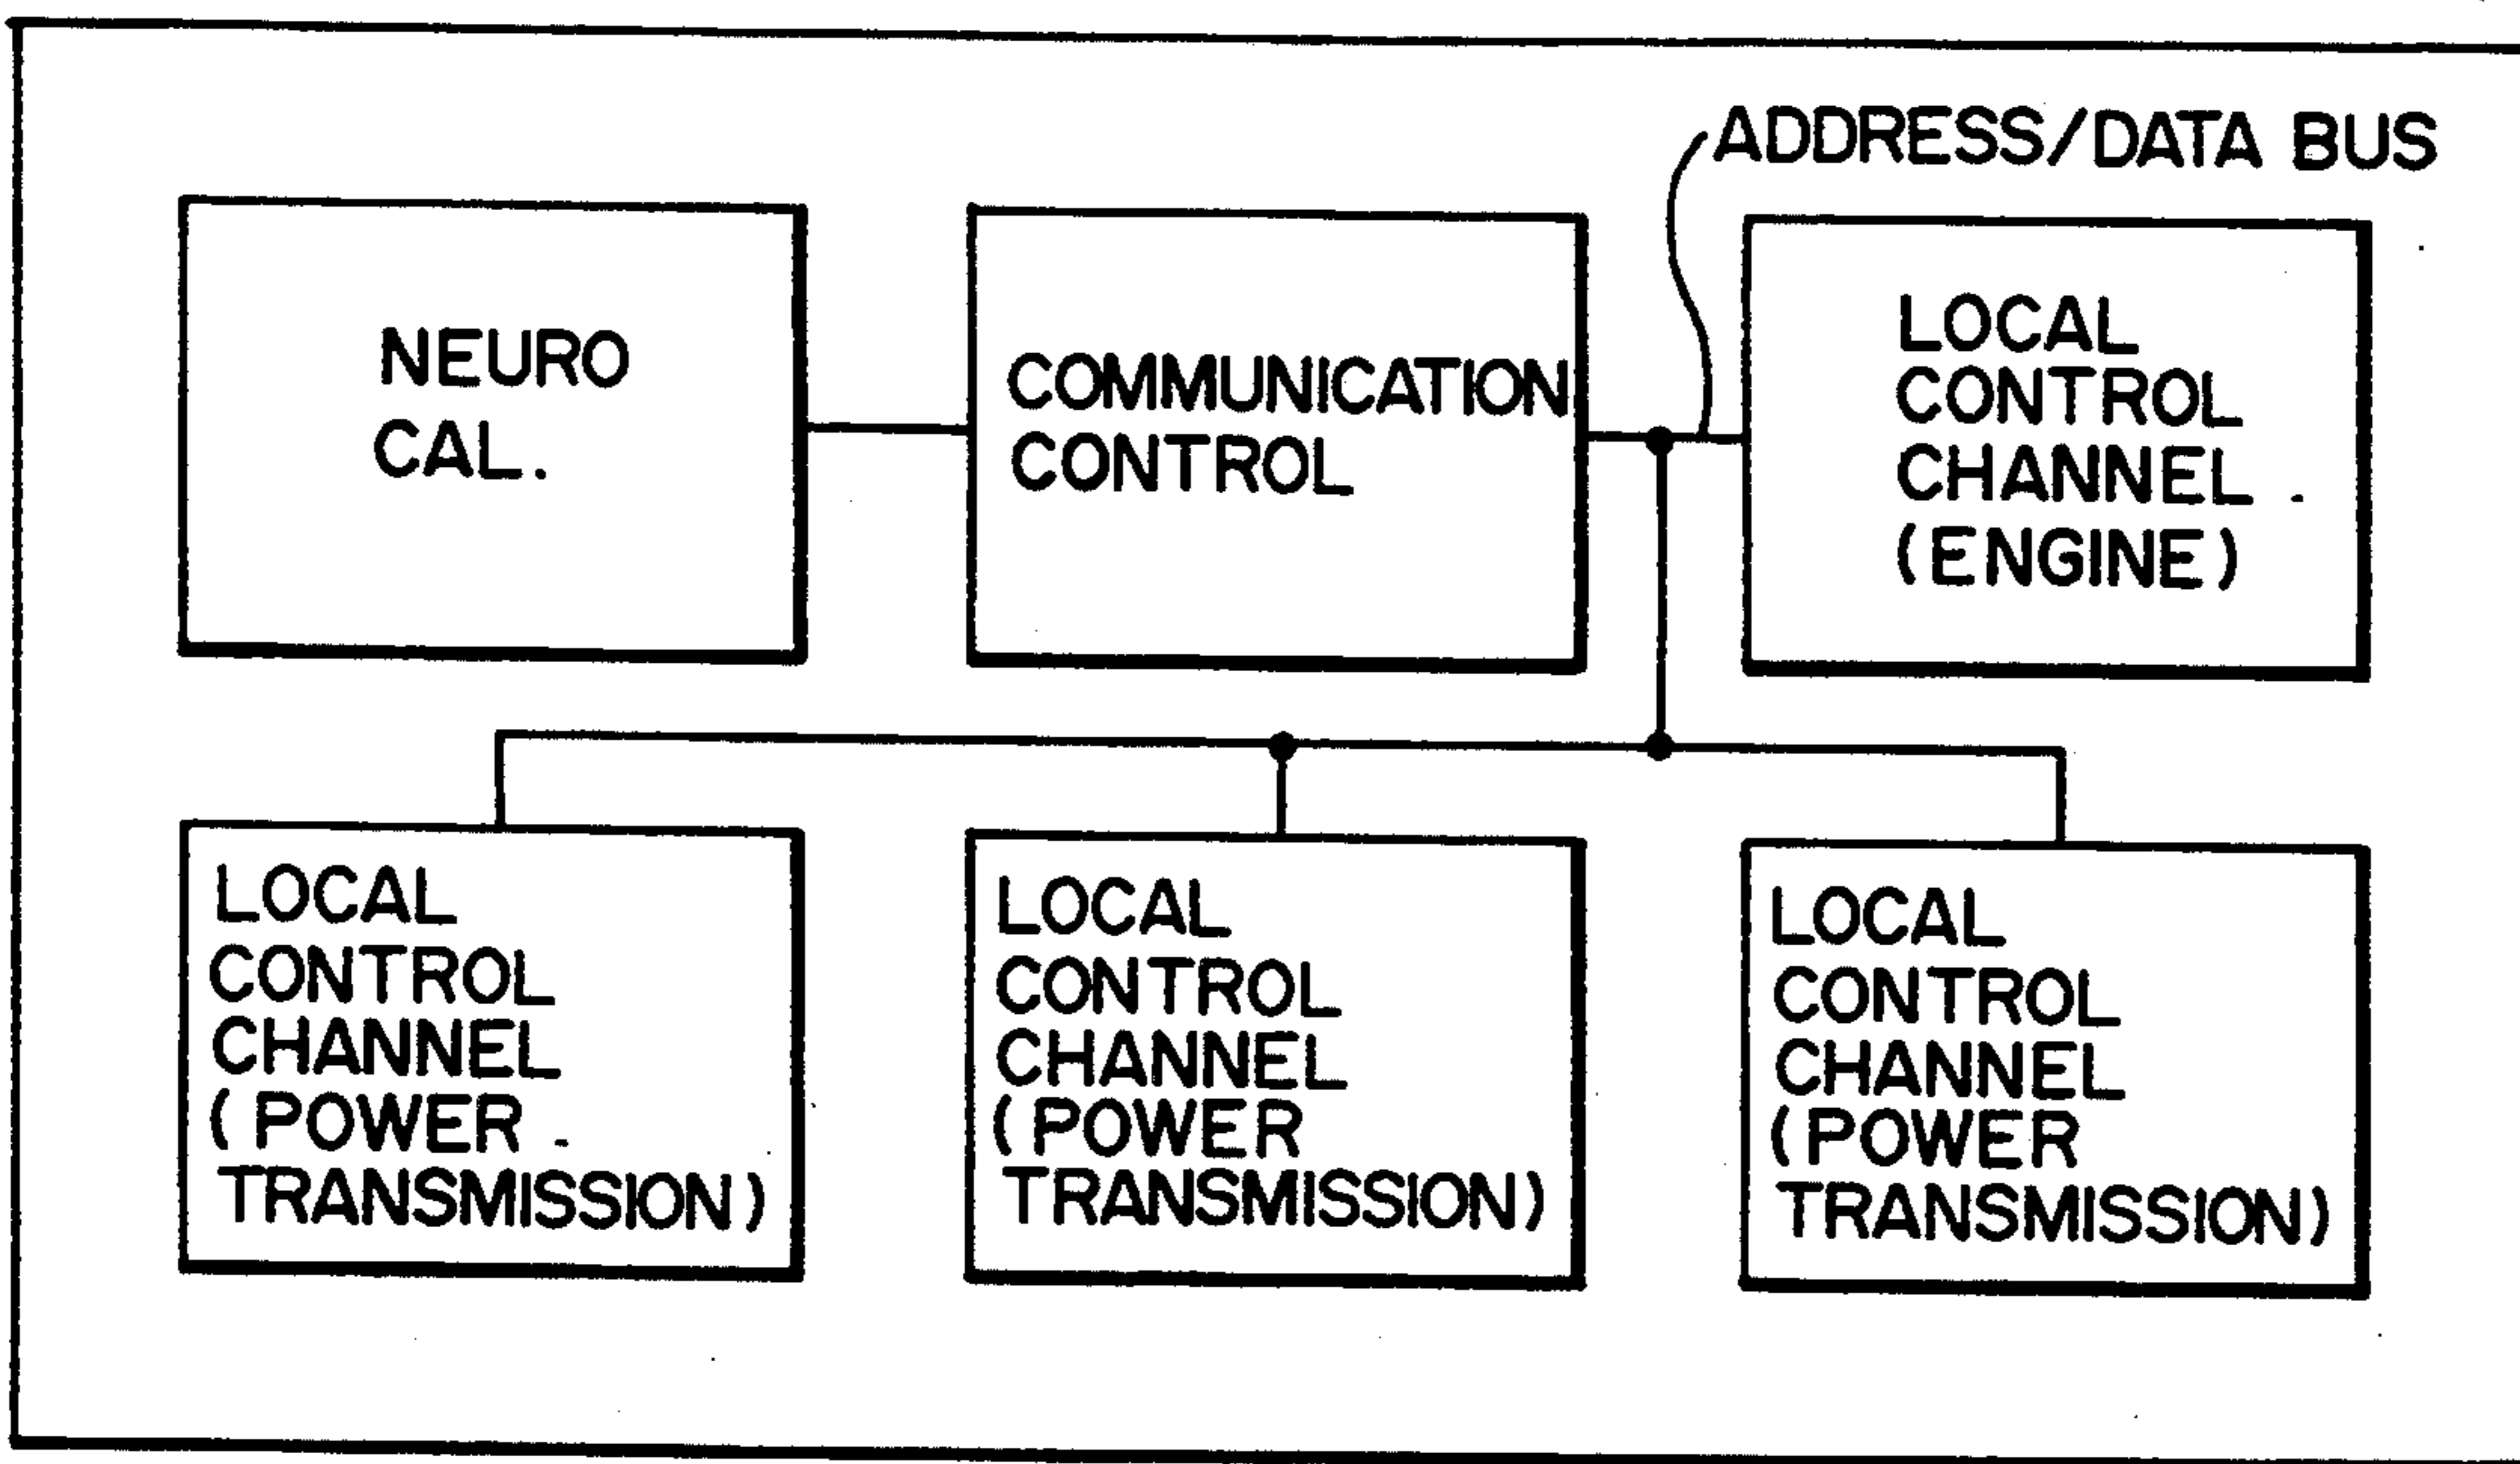 ADDRESS/DATA BUS
NEURO
CAL.
COMMUNICATION
CONTROL
LOCAL
CONTROL
CHANNEL
(ENGINE)
LOCAL
CONTROL
CHANNEL
(POWER
TRANSMISSION)
LOCAL
CONTROL
CHANNEL
(POWER
TRANSMISSION)
LOCAL
CONTROL
CHANNEL
(POWER
TRANSMISSION)